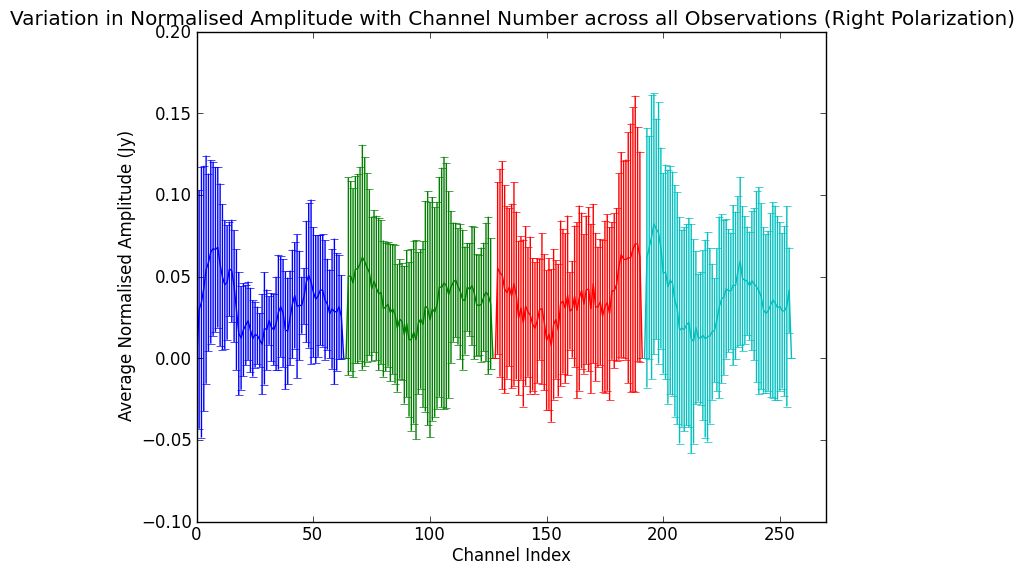 Variation in Normalised Amplitude with Channel Number across all Observations (Right Polarization)
0.20
0.15
0.10
0.05
0.00
−0.05
−0.10
Average Normalised Amplitude (Jy)
0 50 100 150 200 250
Channel Index